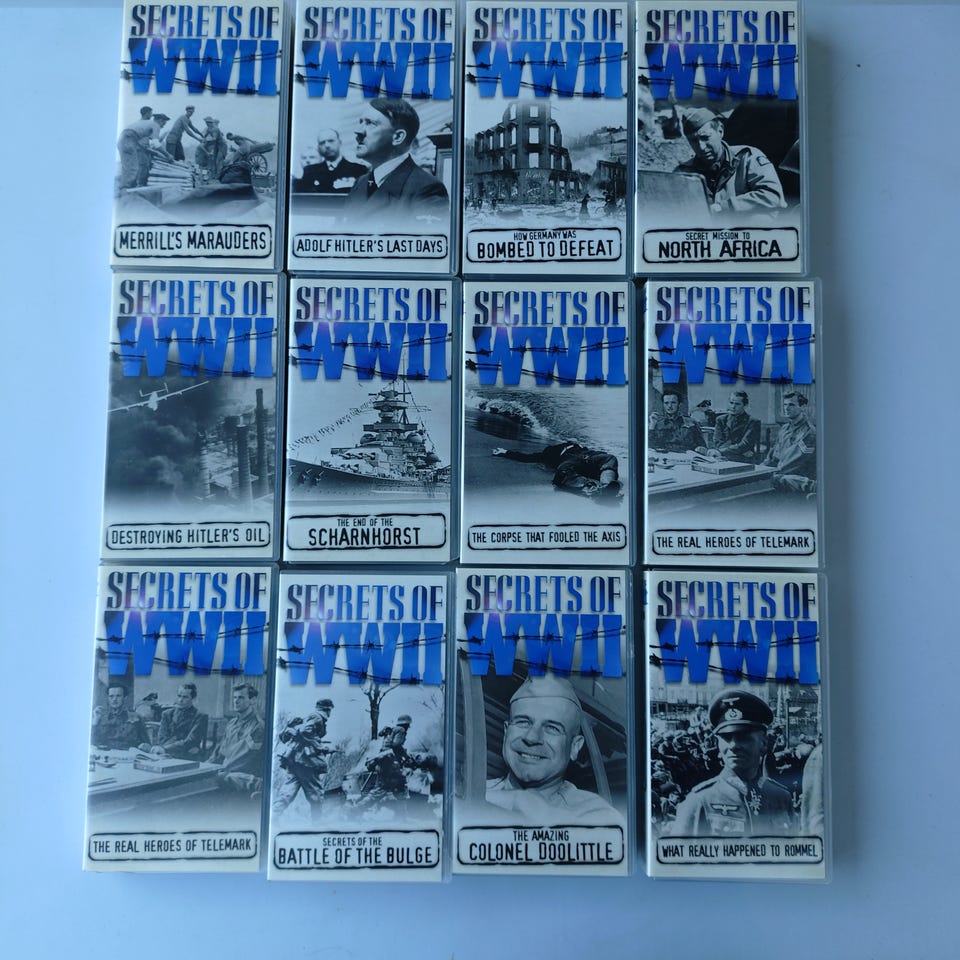 SECRETS OF
WWII
MERRILL'S MARAUDERS
SECRETS OF
WWII
ADOLF HITLER'S LAST DAYS
SECRETS OF
WWII
HOW GERMANY WAS
BOMBED TO DEFEAT
SECRETS OF
WWII
SECRET MISSION TO
NORTH AFRICA
SECRETS OF
WWII
DESTROYING HITLER'S OIL
SECRETS OF
WWII
THE END OF THE
SCHARNHORST
SECRETS OF
WWII
THE CORPSE THAT FOOLED THE AXIS
SECRETS OF
WWII
THE REAL HEROES OF TELEMARK
SECRETS OF
WWII
THE REAL HEROES OF TELEMARK
SECRETS OF
WWII
SECRETS OF THE
BATTLE OF THE BULGE
SECRETS OF
WWII
THE AMAZING
COLONEL DOOLITTLE
SECRETS OF
WWII
WHAT REALLY HAPPENED TO ROMMEL